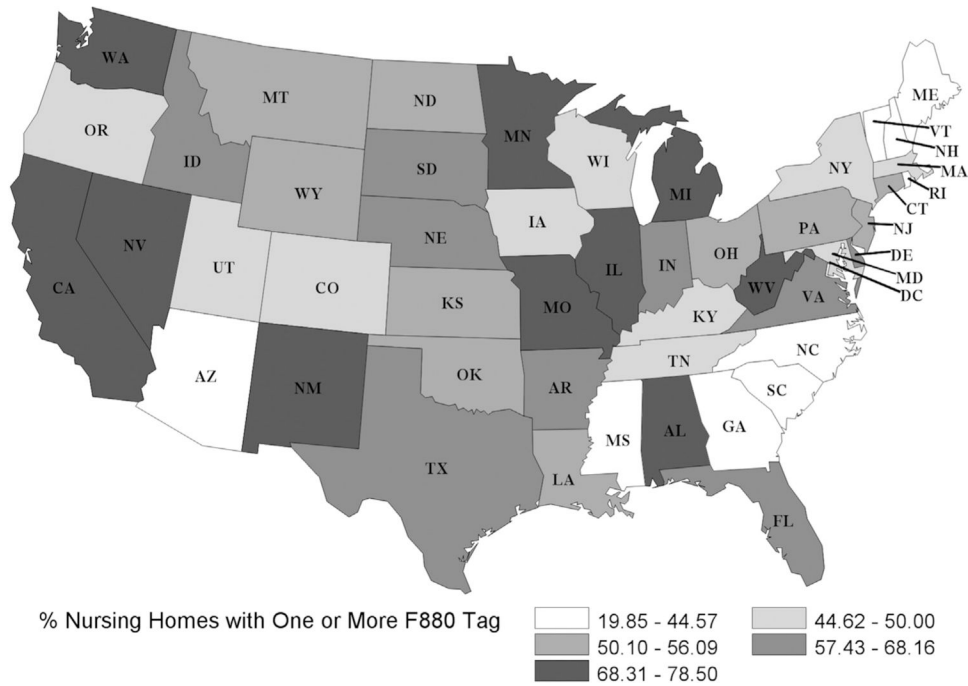 WA
ME
MT
ND
VT
OR
MN
NH
ID
WI
NY
MA
SD
RI
WY
MI
CT
PA
NJ
NE
IA
OH
DE
NV
IL
IN
MD
UT
WV
DC
CA
CO
VA
KS
MO
KY
NC
TN
AZ
OK
NM
AR
SC
MS
AL
GA
TX
LA
FL
% Nursing Homes with One or More F880 Tag
19.85 - 44.57
44.62 - 50.00
50.10 - 56.09
57.43 - 68.16
68.31 - 78.50